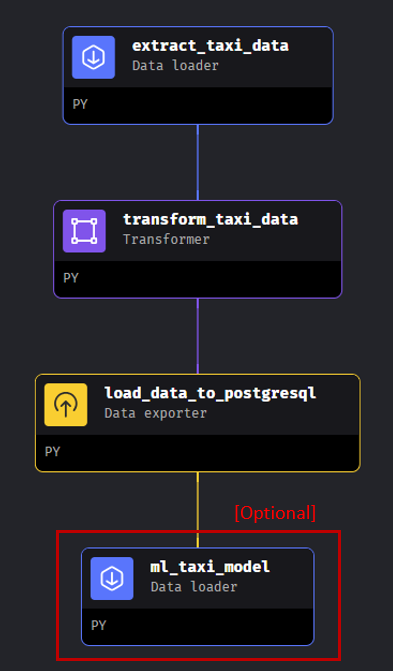 extract_taxi_data
Data loader
PY
transform_taxi_data
Transformer
PY
load_data_to_postgresql
Data exporter
PY
[Optional]
ml_taxi_model
Data loader
PY